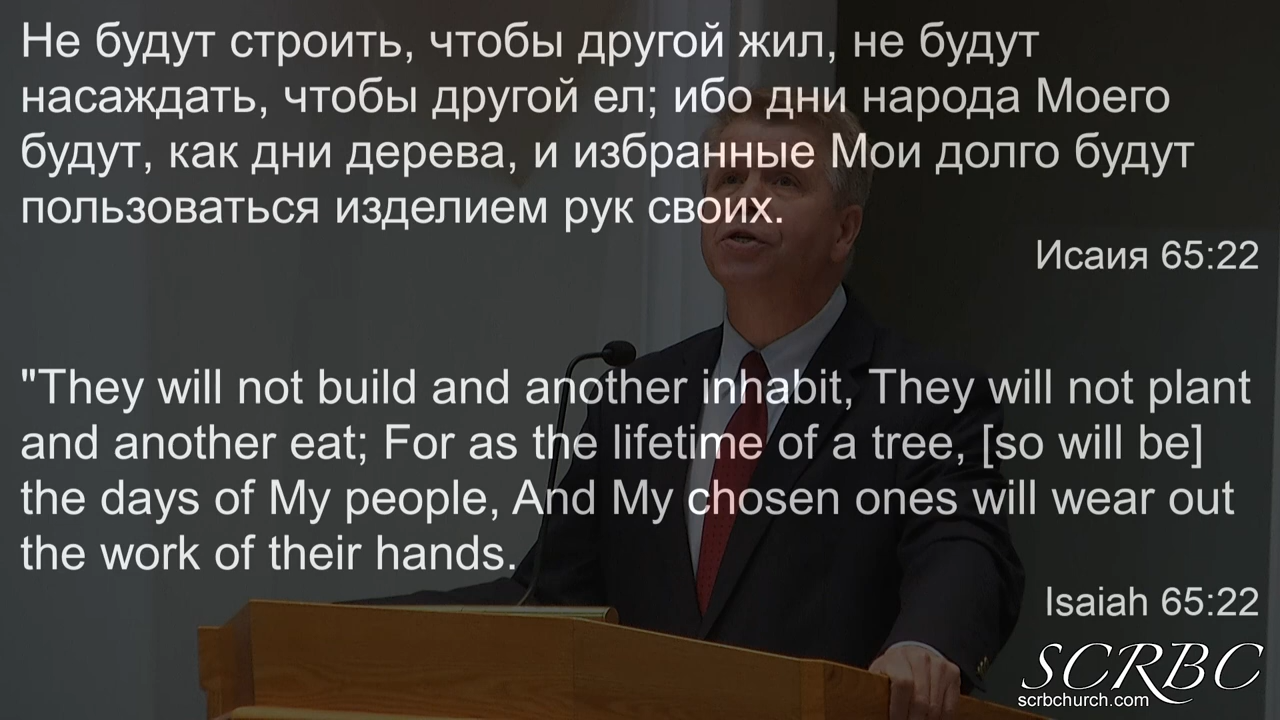 Не будут строить, чтобы другой жил, не будут
насаждать, чтобы другой ел; ибо дни народа Моего
будут, как дни дерева, и избранные Мои долго будут
пользоваться изделием рук своих.
Исаия 65:22
"They will not build and another inhabit, They will not plant
and another eat; For as the lifetime of a tree, [so will be]
the days of My people, And My chosen ones will wear out
the work of their hands.
Isaiah 65:22
SCRBC
scrbchurch.com